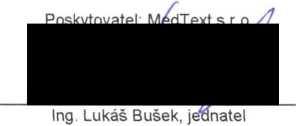 Poskytovatel: MedText s.r.o.
Ing. Lukáš Bušek, jednatel